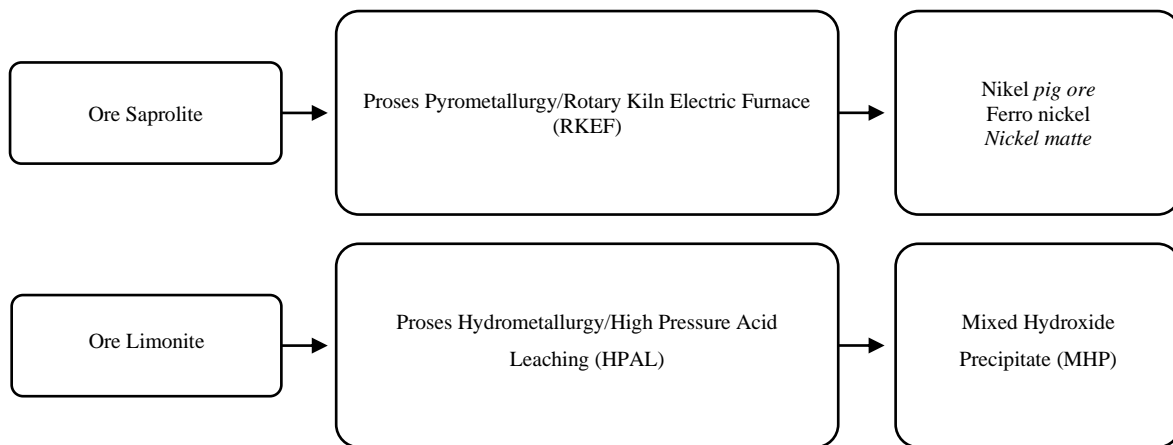 Ore Saprolite
Proses Pyrometallurgy/Rotary Kiln Electric Furnace
(RKEF)
Nikel pig ore
Ferro nickel
Nickel matte
Ore Limonite
Proses Hydrometallurgy/High Pressure Acid
Leaching (HPAL)
Mixed Hydroxide
Precipitate (MHP)